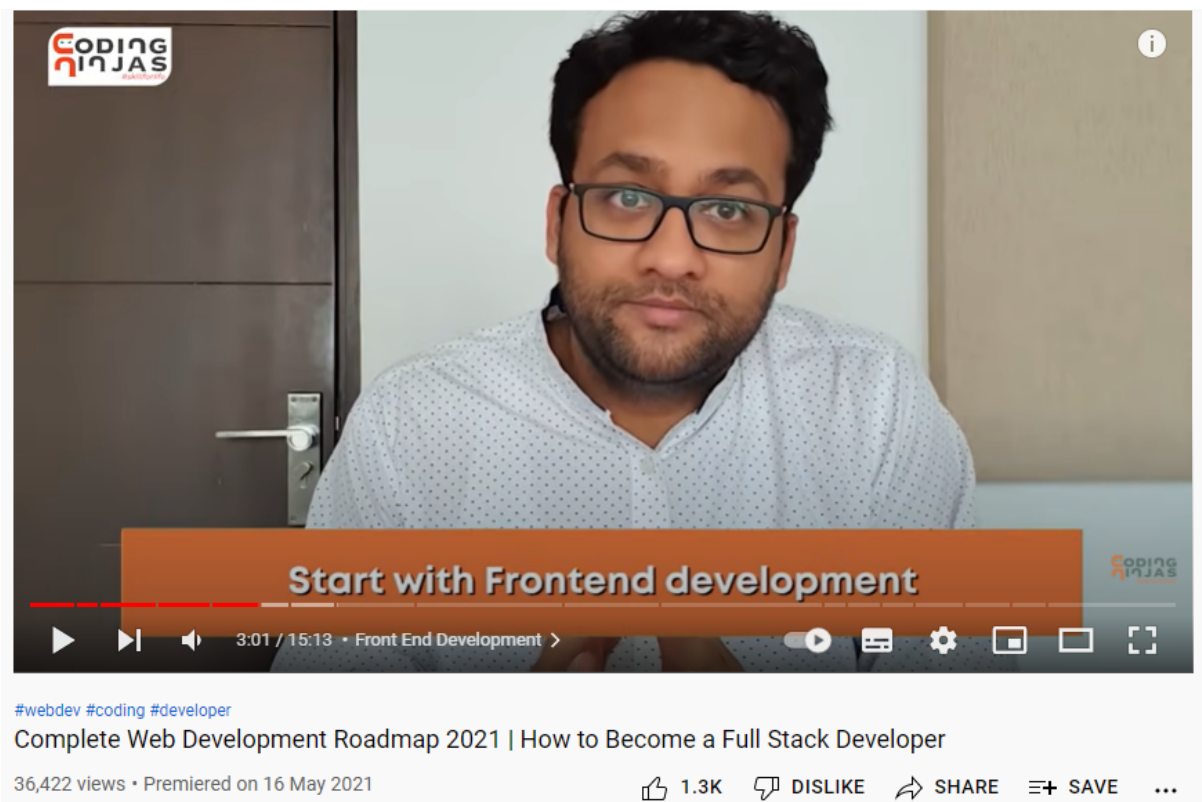 CODING
NINJAS
#skillforlife
Start with Frontend development
CODING
NINJAS
3:01 / 15:13 • Front End Development
#webdev #coding #developer
Complete Web Development Roadmap 2021 | How to Become a Full Stack Developer
36,422 views • Premiered on 16 May 2021
1.3K DISLIKE SHARE SAVE